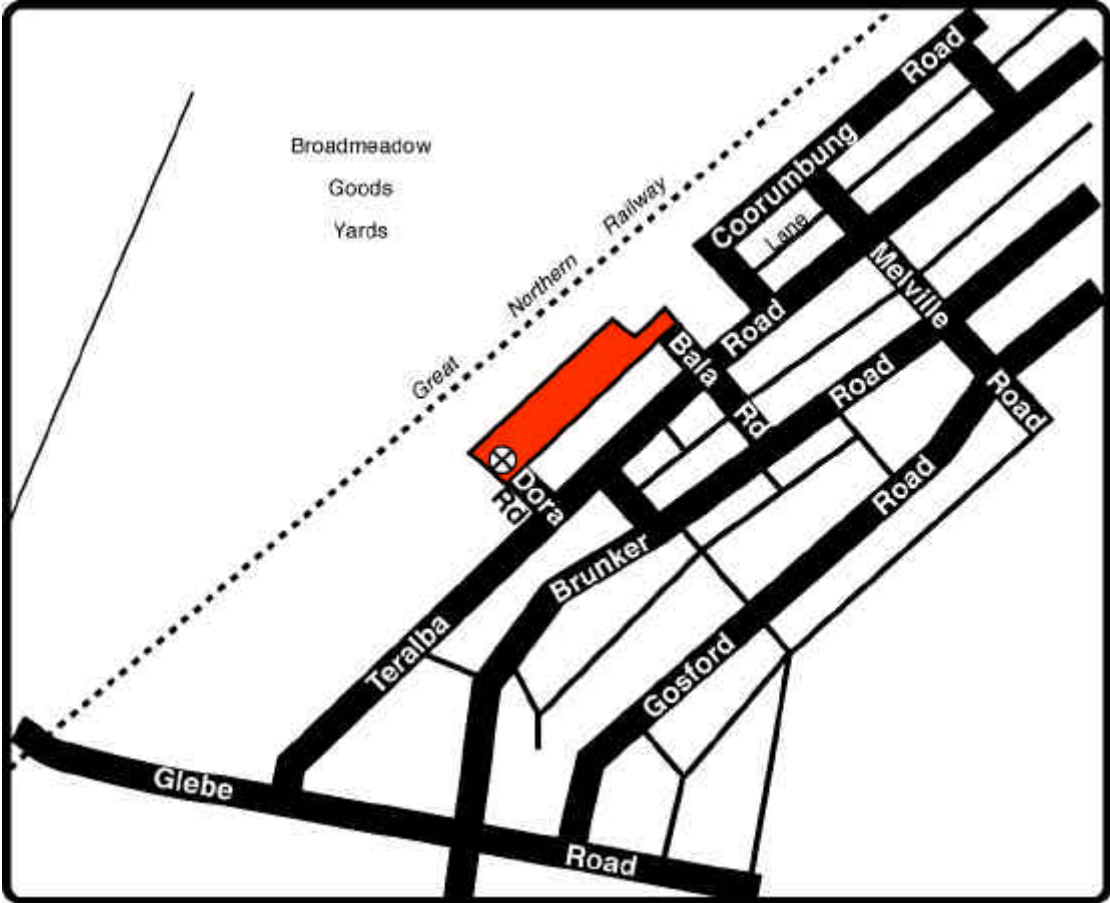 Broadmeadow
Goods
Yards
Great Northern Railway
Coorumbung Road
Lane
Melville Road
Bala Rd
Dora Rd
Teralba Road
Brunker Road
Gosford Road
Glebe Road